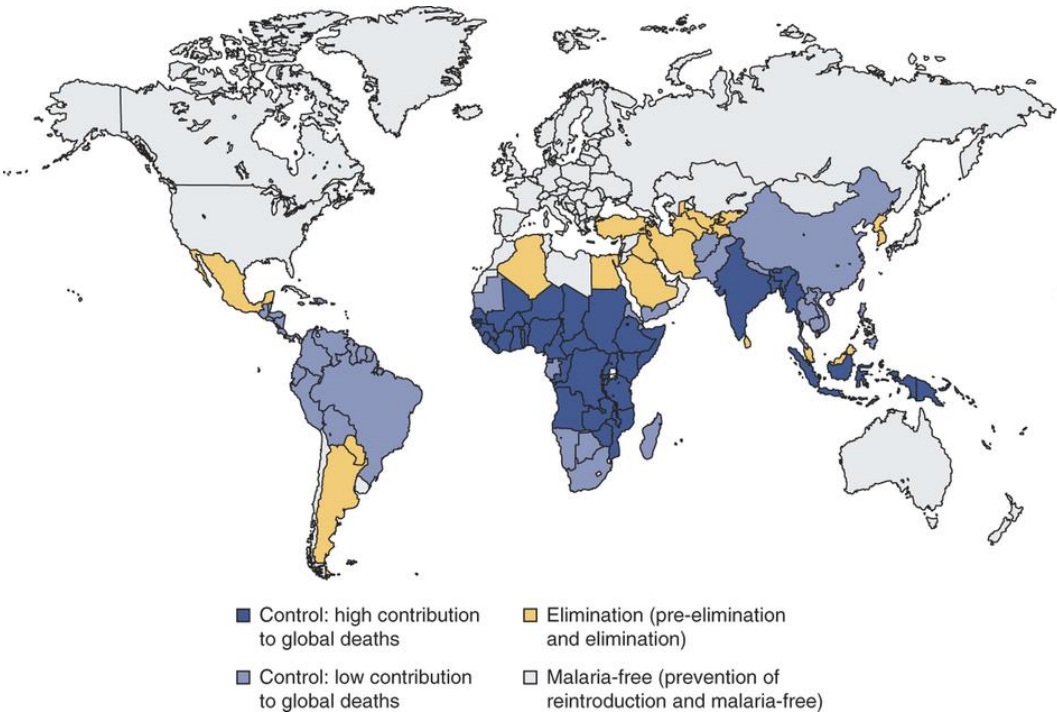 Control: high contribution
to global deaths
Control: low contribution
to global deaths
Elimination (pre-elimination
and elimination)
Malaria-free (prevention of
reintroduction and malaria-free)